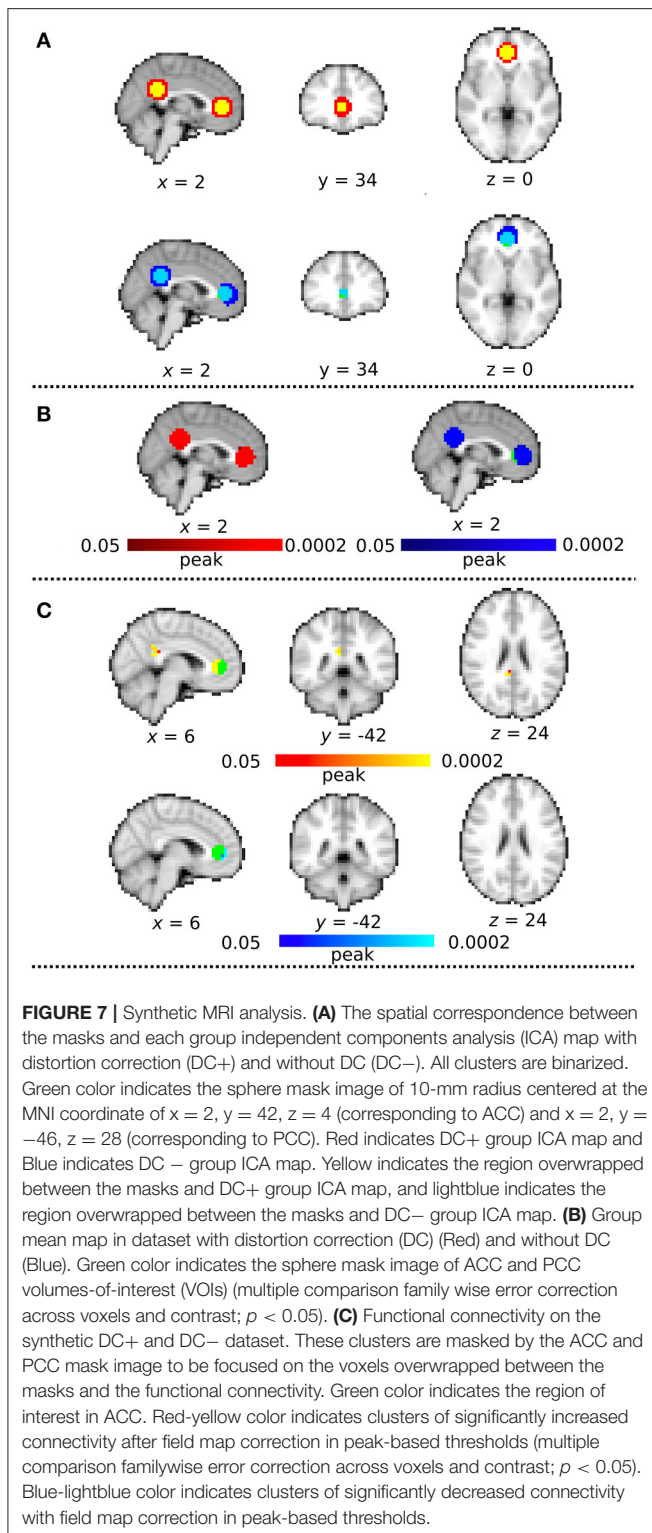 A
x = 2 y = 34 z = 0
x = 2 y = 34 z = 0
B
x = 2 x = 2
0.05 0.0002 0.05 0.0002
peak peak
C
x = 6 y = -42 z = 24
0.05 0.0002
peak
x = 6 y = -42 z = 24
0.05 0.0002
peak
FIGURE 7 | Synthetic MRI analysis. (A) The spatial correspondence between
the masks and each group independent components analysis (ICA) map with
distortion correction (DC+) and without DC (DC−). All clusters are binarized.
Green color indicates the sphere mask image of 10-mm radius centered at the
MNI coordinate of x = 2, y = 42, z = 4 (corresponding to ACC) and x = 2, y =
−46, z = 28 (corresponding to PCC). Red indicates DC+ group ICA map and
Blue indicates DC − group ICA map. Yellow indicates the region overwrapped
between the masks and DC+ group ICA map, and lightblue indicates the
region overwrapped between the masks and DC− group ICA map. (B) Group
mean map in dataset with distortion correction (DC) (Red) and without DC
(Blue). Green color indicates the sphere mask image of ACC and PCC
volumes-of-interest (VOIs) (multiple comparison family wise error correction
across voxels and contrast; p < 0.05). (C) Functional connectivity on the
synthetic DC+ and DC− dataset. These clusters are masked by the ACC and
PCC mask image to be focused on the voxels overwrapped between the
masks and the functional connectivity. Green color indicates the region of
interest in ACC. Red-yellow color indicates clusters of significantly increased
connectivity after field map correction in peak-based thresholds (multiple
comparison familywise error correction across voxels and contrast; p < 0.05).
Blue-lightblue color indicates clusters of significantly decreased connectivity
with field map correction in peak-based thresholds.